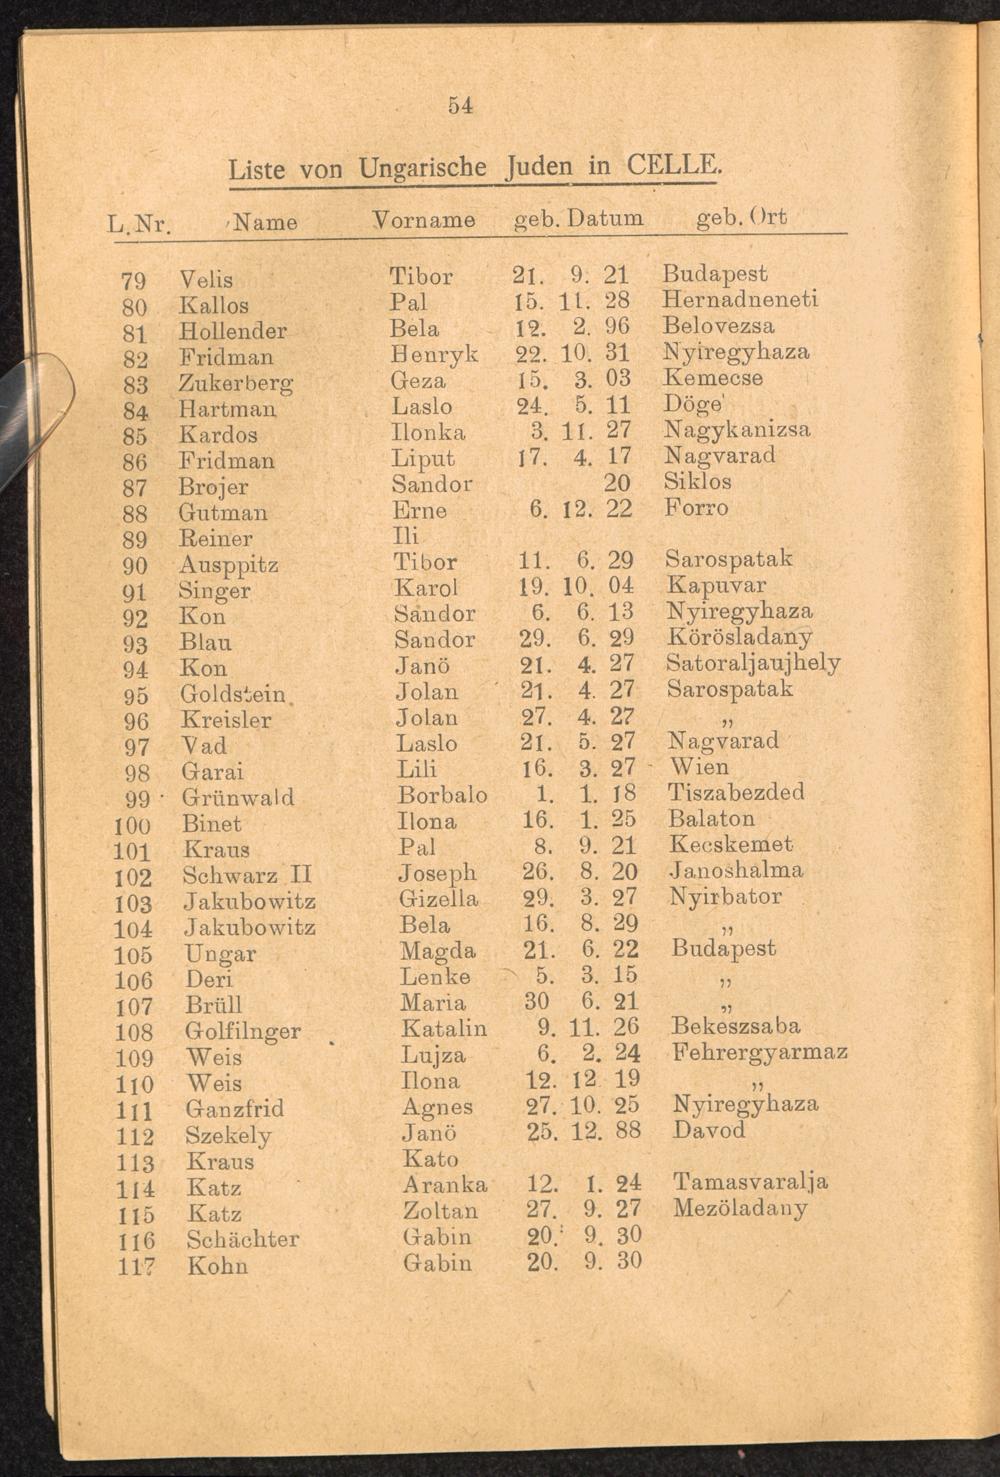 54
Liste von Ungarische Juden in CELLE.
L.Nr. Name Vorname geb. Datum geb. Ort
79 Velis Tibor 21. 9. 21 Budapest
80 Kallos Pal 15. 11. 28 Hernadneneti
81 Hollender Bela 12. 2. 96 Belovezsa
82 Fridman Henryk 22. 10. 31 Nyiregyhaza
83 Zukerberg Geza 15. 3. 03 Kemecse
84 Hartman Laslo 24. 5. 11 Döge'
85 Kardos Ilonka 3. 11. 27 Nagykanizsa
86 Fridman Liput 17. 4. 17 Nagvarad
87 Brojer Sandor 20 Siklos
88 Gutman Erne 6. 12. 22 Forro
89 Reiner Ili
90 Ausppitz Tibor 11. 6. 29 Sarospatak
91 Singer Karol 19. 10. 04 Kapuvar
92 Kon Sandor 6. 6. 13 Nyiregyhaza
93 Blau Sandor 29. 6. 29 Körösladany
94 Kon Janö 21. 4. 27 Satoraljaujhely
95 Goldstein Jolan 21. 4. 27 Sarospatak
96 Kreisler Jolan 27. 4. 27 „
97 Vad Laslo 21. 5. 27 Nagvarad
98 Garai Lili 16. 3. 27 Wien
99 Grünwald Borbalo 1. 1. 18 Tiszabezded
100 Binet Ilona 16. 1. 25 Balaton
101 Kraus Pal 8. 9. 21 Kecskemet
102 Schwarz II Joseph 26. 8. 20 Janoshalma
103 Jakubowitz Gizella 29. 3. 27 Nyirbator
104 Jakubowitz Bela 16. 8. 29 „
105 Ungar Magda 21. 6. 22 Budapest
106 Deri Lenke 5. 3. 15 „
107 Brüll Maria 30 6. 21 „
108 Golfilnger Katalin 9. 11. 26 Bekeszsaba
109 Weis Lujza 6. 2. 24 Fehrergyarmaz
110 Weis Ilona 12. 12 19 „
111 Ganzfrid Agnes 27. 10. 25 Nyiregyhaza
112 Szekely Janö 25. 12. 88 Davod
113 Kraus Kato
114 Katz Aranka 12. 1. 24 Tamasvaralja
115 Katz Zoltan 27. 9. 27 Mezöladany
116 Schächter Gabin 20. 9. 30
117 Kohn Gabin 20. 9. 30